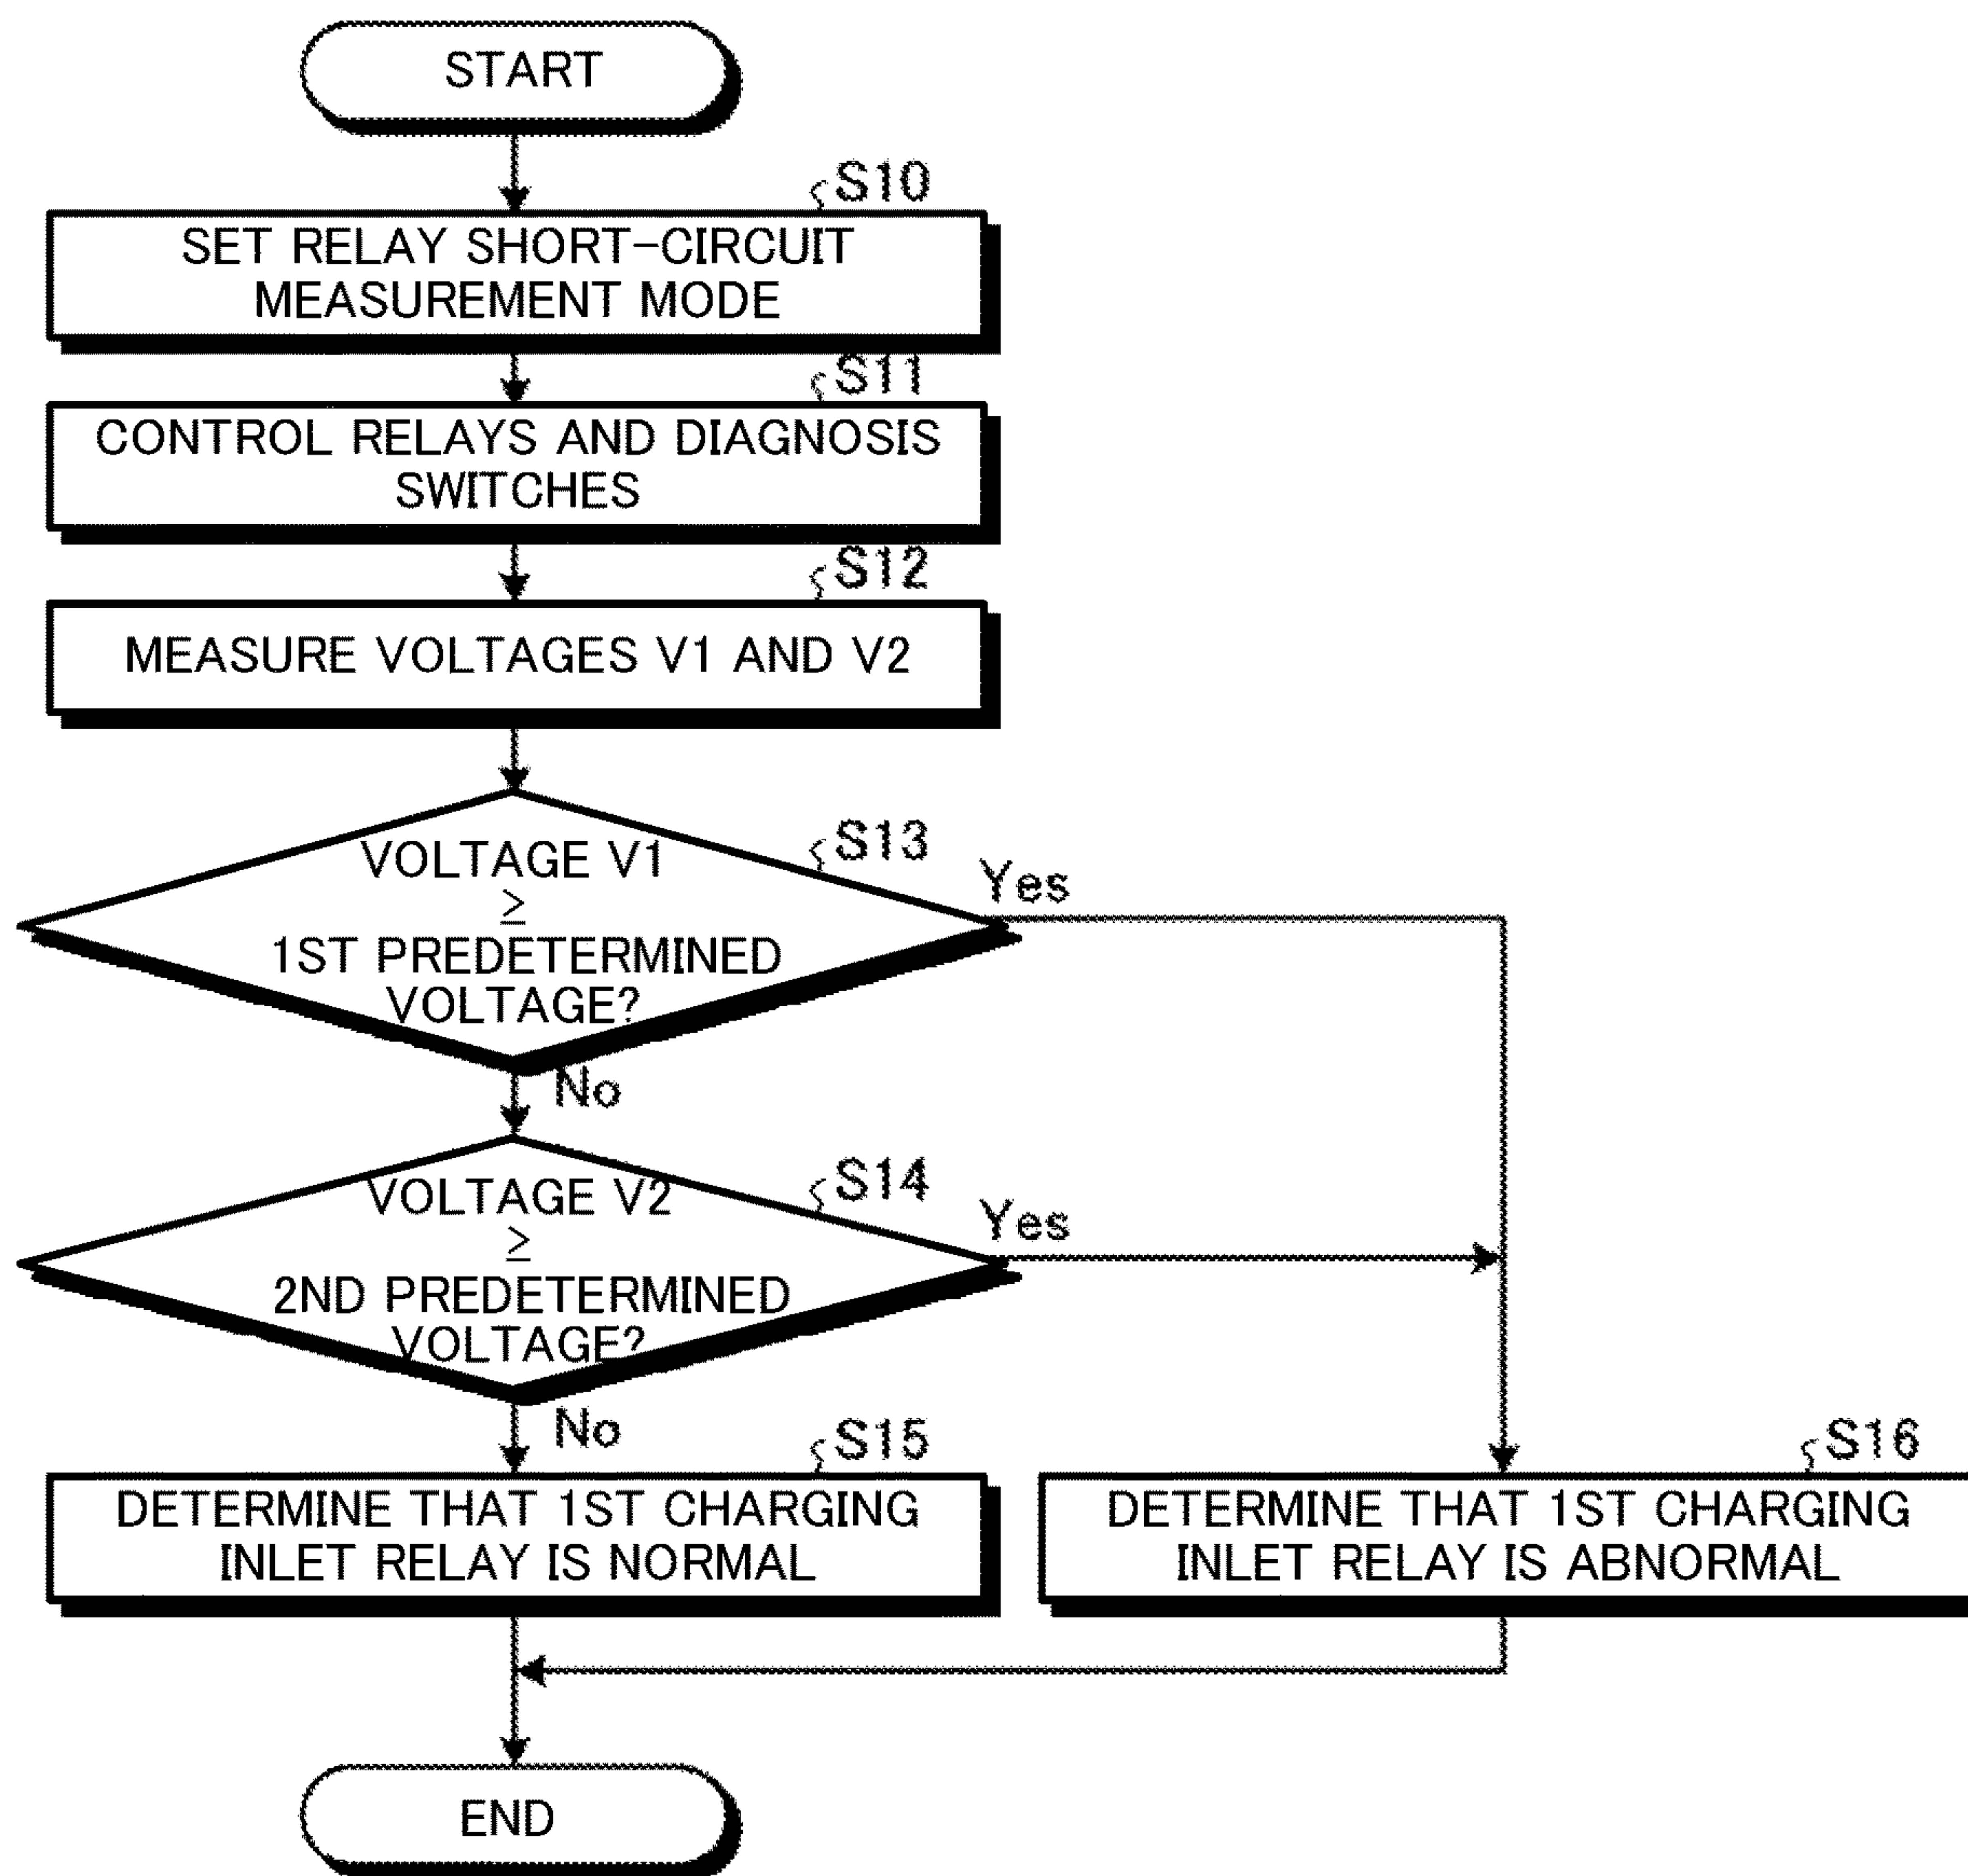 START
S10
SET RELAY SHORT-CIRCUIT
MEASUREMENT MODE
S11
CONTROL RELAYS AND DIAGNOSIS
SWITCHES
S12
MEASURE VOLTAGES V1 AND V2
S13
VOLTAGE V1
≥
1ST PREDETERMINED
VOLTAGE?
Yes
No
S14
VOLTAGE V2
≥
2ND PREDETERMINED
VOLTAGE?
Yes
No
S15
DETERMINE THAT 1ST CHARGING
INLET RELAY IS NORMAL
S16
DETERMINE THAT 1ST CHARGING
INLET RELAY IS ABNORMAL
END